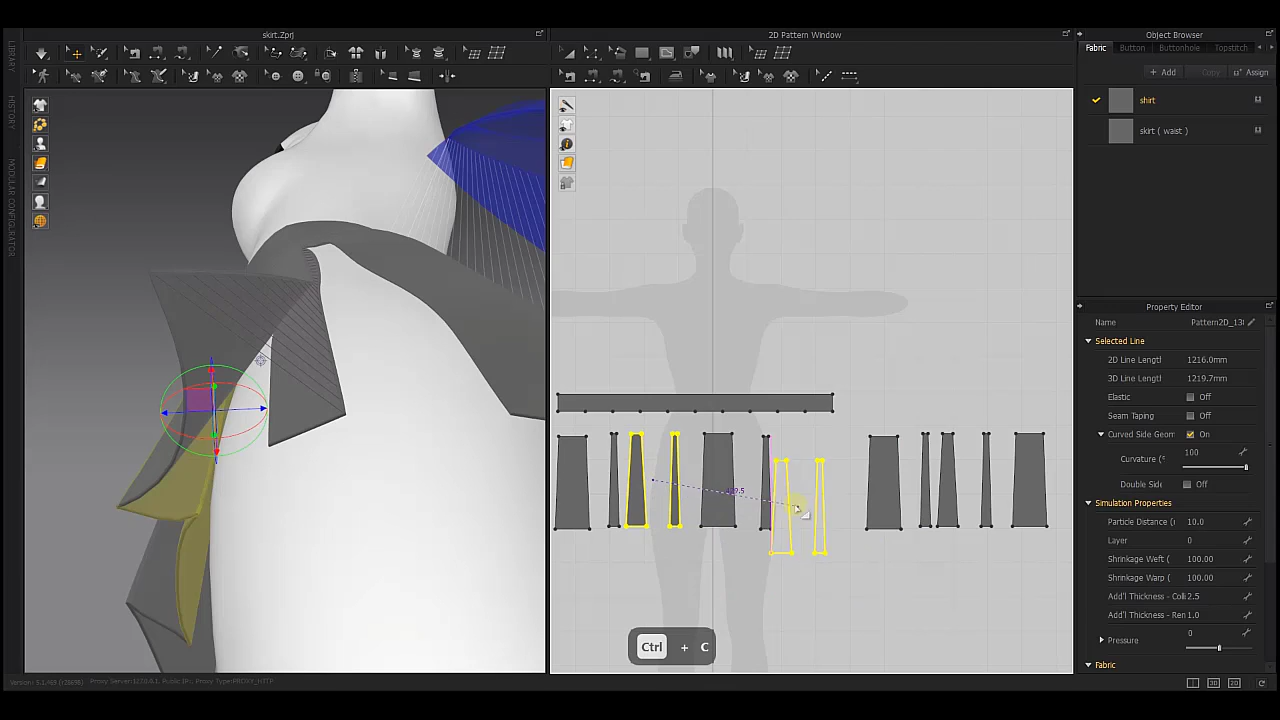 skirt.Zprj
2D Pattern Window
Object Browser
LIBRARY
HISTORY
MODULAR CONFIGURATOR
Fabric
Button
Buttonhole
Topstitch
+ Add
Copy
Assign
shirt
skirt ( waist )
Property Editor
Name
Pattern2D_13
Selected Line
2D Line Lengt
1216.0mm
3D Line Lengt
1219.7mm
Elastic
Off
Seam Taping
Off
Curved Side Geom
On
Curvature (
100
Double Sid
Off
Simulation Properties
Particle Distance (
10.0
Layer
0
Shrinkage Weft (
100.00
Shrinkage Warp (
100.00
Add'l Thickness - Coll
2.5
Add'l Thickness - Ren
1.0
Pressure
0
Fabric
Ctrl + C